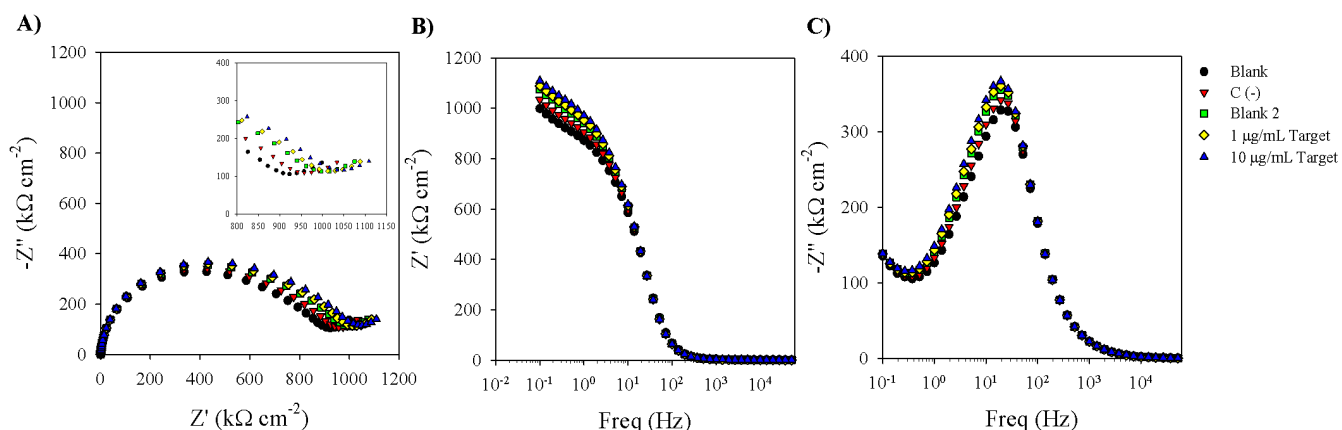 A)
1200
1000
800
600
400
200
0
-Z'' (kΩ cm⁻²)
0 200 400 600 800 1000 1200
Z' (kΩ cm⁻²)
400
300
200
100
0
800 850 900 950 1000 1050 1100 1150
B)
1200
1000
800
600
400
200
0
Z' (kΩ cm⁻²)
10⁻² 10⁻¹ 10⁰ 10¹ 10² 10³ 10⁴
Freq (Hz)
C)
400
300
200
100
0
-Z'' (kΩ cm⁻²)
10⁻¹ 10⁰ 10¹ 10² 10³ 10⁴
Freq (Hz)
Blank
C (-)
Blank 2
1 µg/mL Target
10 µg/mL Target